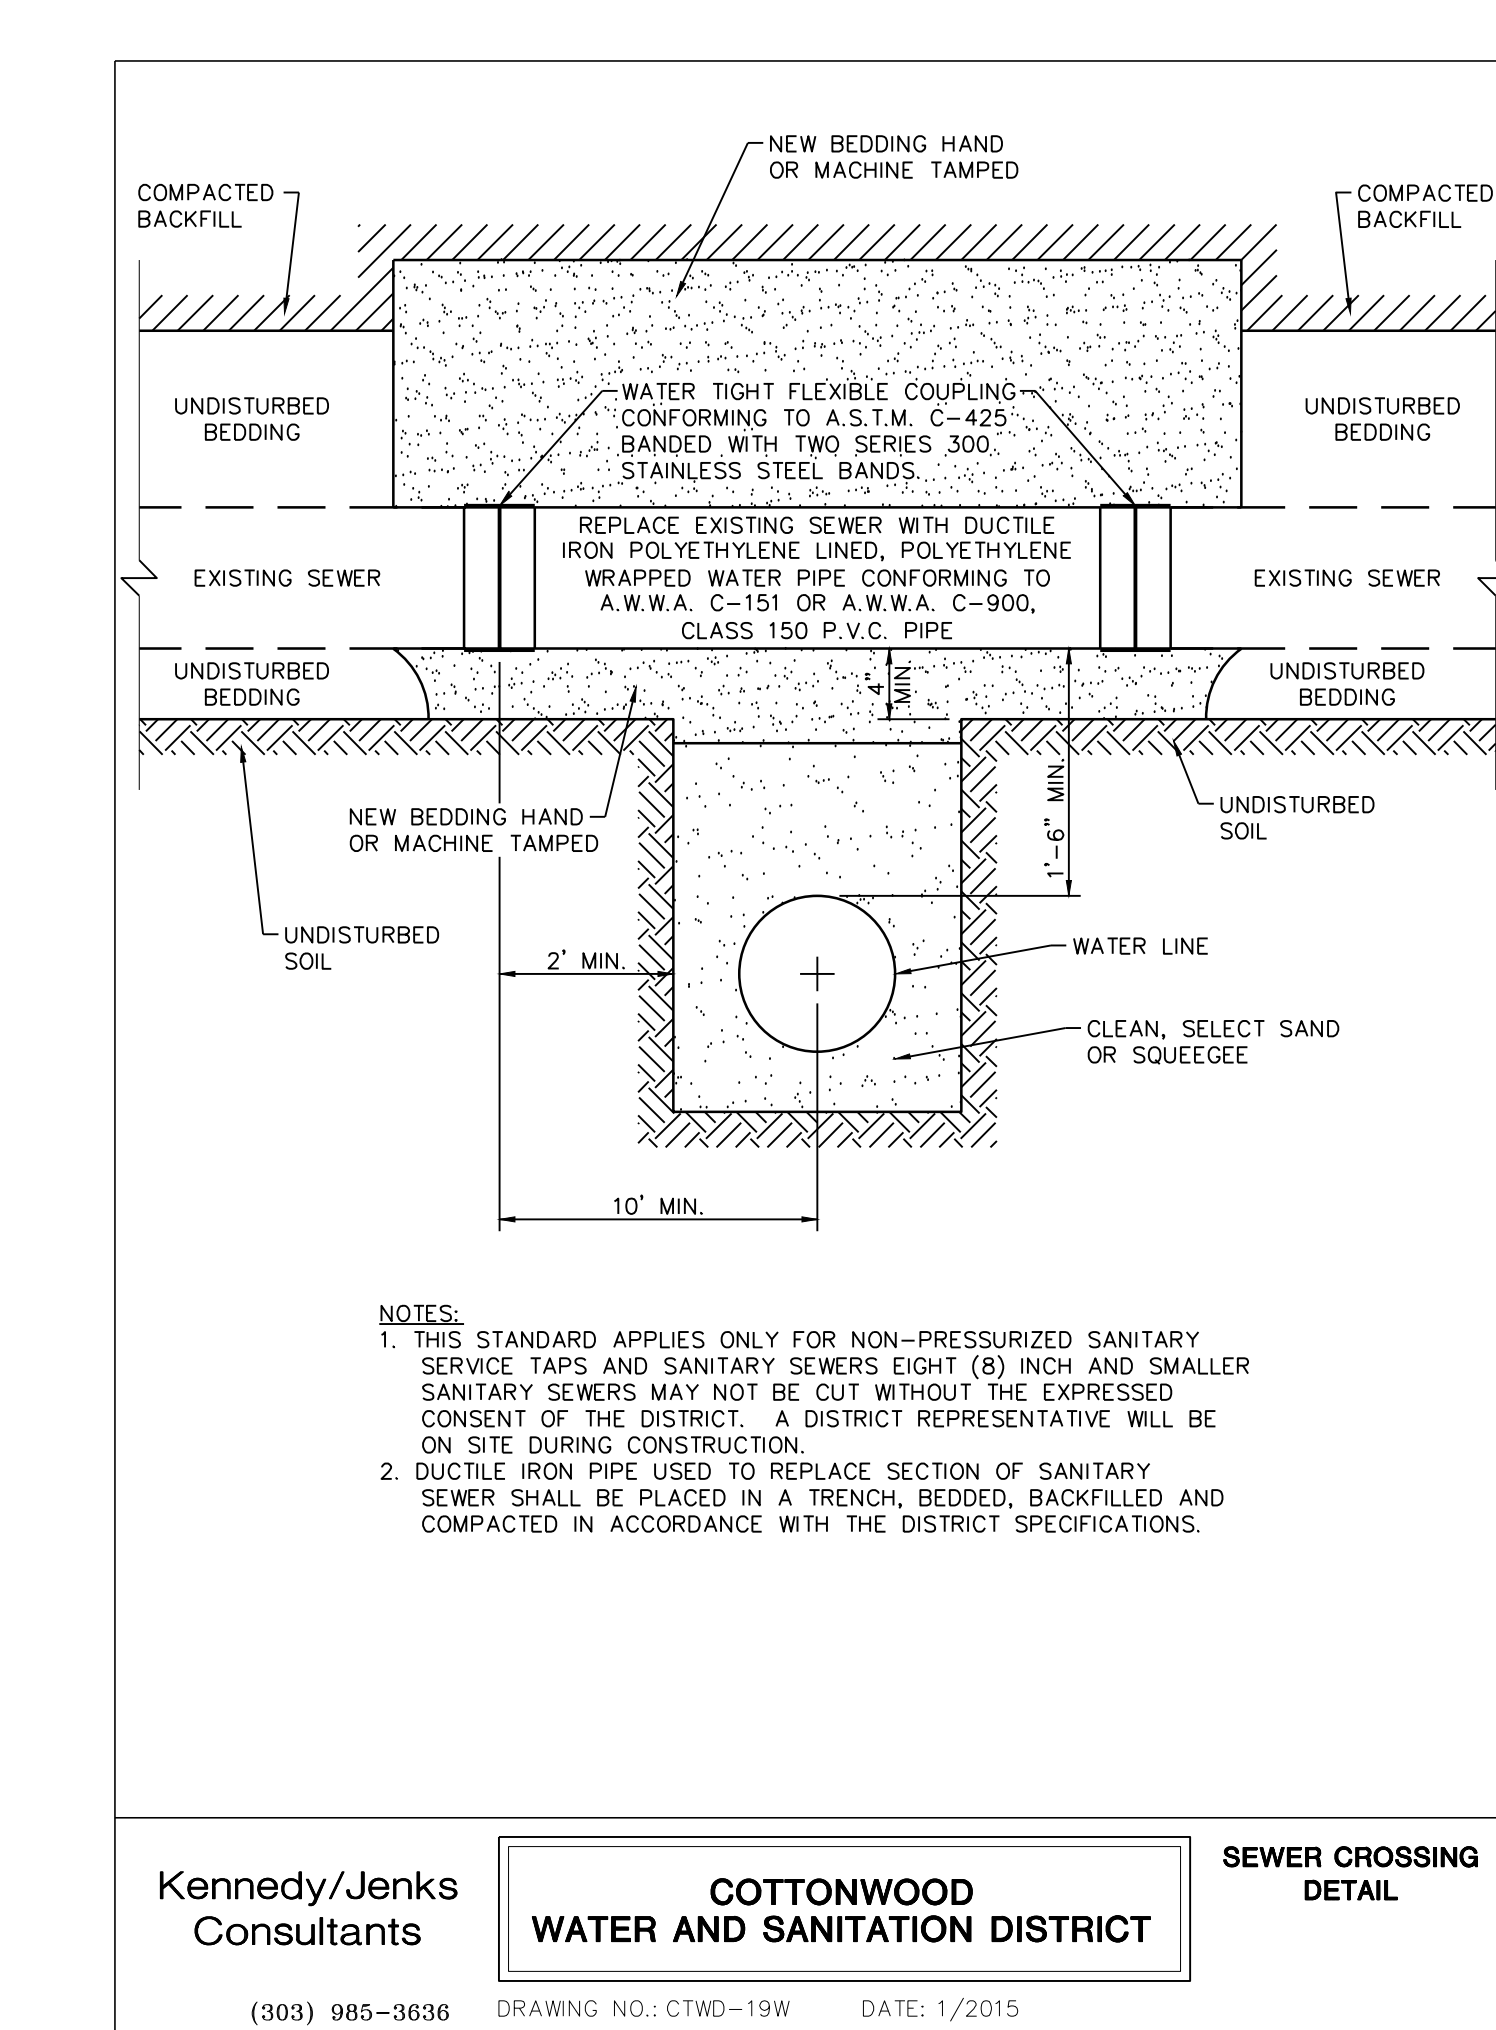 NEW BEDDING HAND
OR MACHINE TAMPED
COMPACTED
BACKFILL
COMPACTED
BACKFILL
UNDISTURBED
BEDDING
WATER TIGHT FLEXIBLE COUPLING
CONFORMING TO A.S.T.M. C-425
BANDED WITH TWO SERIES 300
STAINLESS STEEL BANDS.
UNDISTURBED
BEDDING
EXISTING SEWER
REPLACE EXISTING SEWER WITH DUCTILE
IRON POLYETHYLENE LINED, POLYETHYLENE
WRAPPED WATER PIPE CONFORMING TO
A.W.W.A. C-151 OR A.W.W.A. C-900,
CLASS 150 P.V.C. PIPE
EXISTING SEWER
UNDISTURBED
BEDDING
4"
MIN
UNDISTURBED
BEDDING
1'-6" MIN.
NEW BEDDING HAND
OR MACHINE TAMPED
UNDISTURBED
SOIL
UNDISTURBED
SOIL
2' MIN.
WATER LINE
CLEAN, SELECT SAND
OR SQUEEGEE
10' MIN.
NOTES:
1. THIS STANDARD APPLIES ONLY FOR NON-PRESSURIZED SANITARY
SERVICE TAPS AND SANITARY SEWERS EIGHT (8) INCH AND SMALLER
SANITARY SEWERS MAY NOT BE CUT WITHOUT THE EXPRESSED
CONSENT OF THE DISTRICT. A DISTRICT REPRESENTATIVE WILL BE
ON SITE DURING CONSTRUCTION.
2. DUCTILE IRON PIPE USED TO REPLACE SECTION OF SANITARY
SEWER SHALL BE PLACED IN A TRENCH, BEDDED, BACKFILLED AND
COMPACTED IN ACCORDANCE WITH THE DISTRICT SPECIFICATIONS.
Kennedy/Jenks
Consultants
(303) 985-3636
COTTONWOOD
WATER AND SANITATION DISTRICT
DRAWING NO.: CTWD-19W DATE: 1/2015
SEWER CROSSING
DETAIL